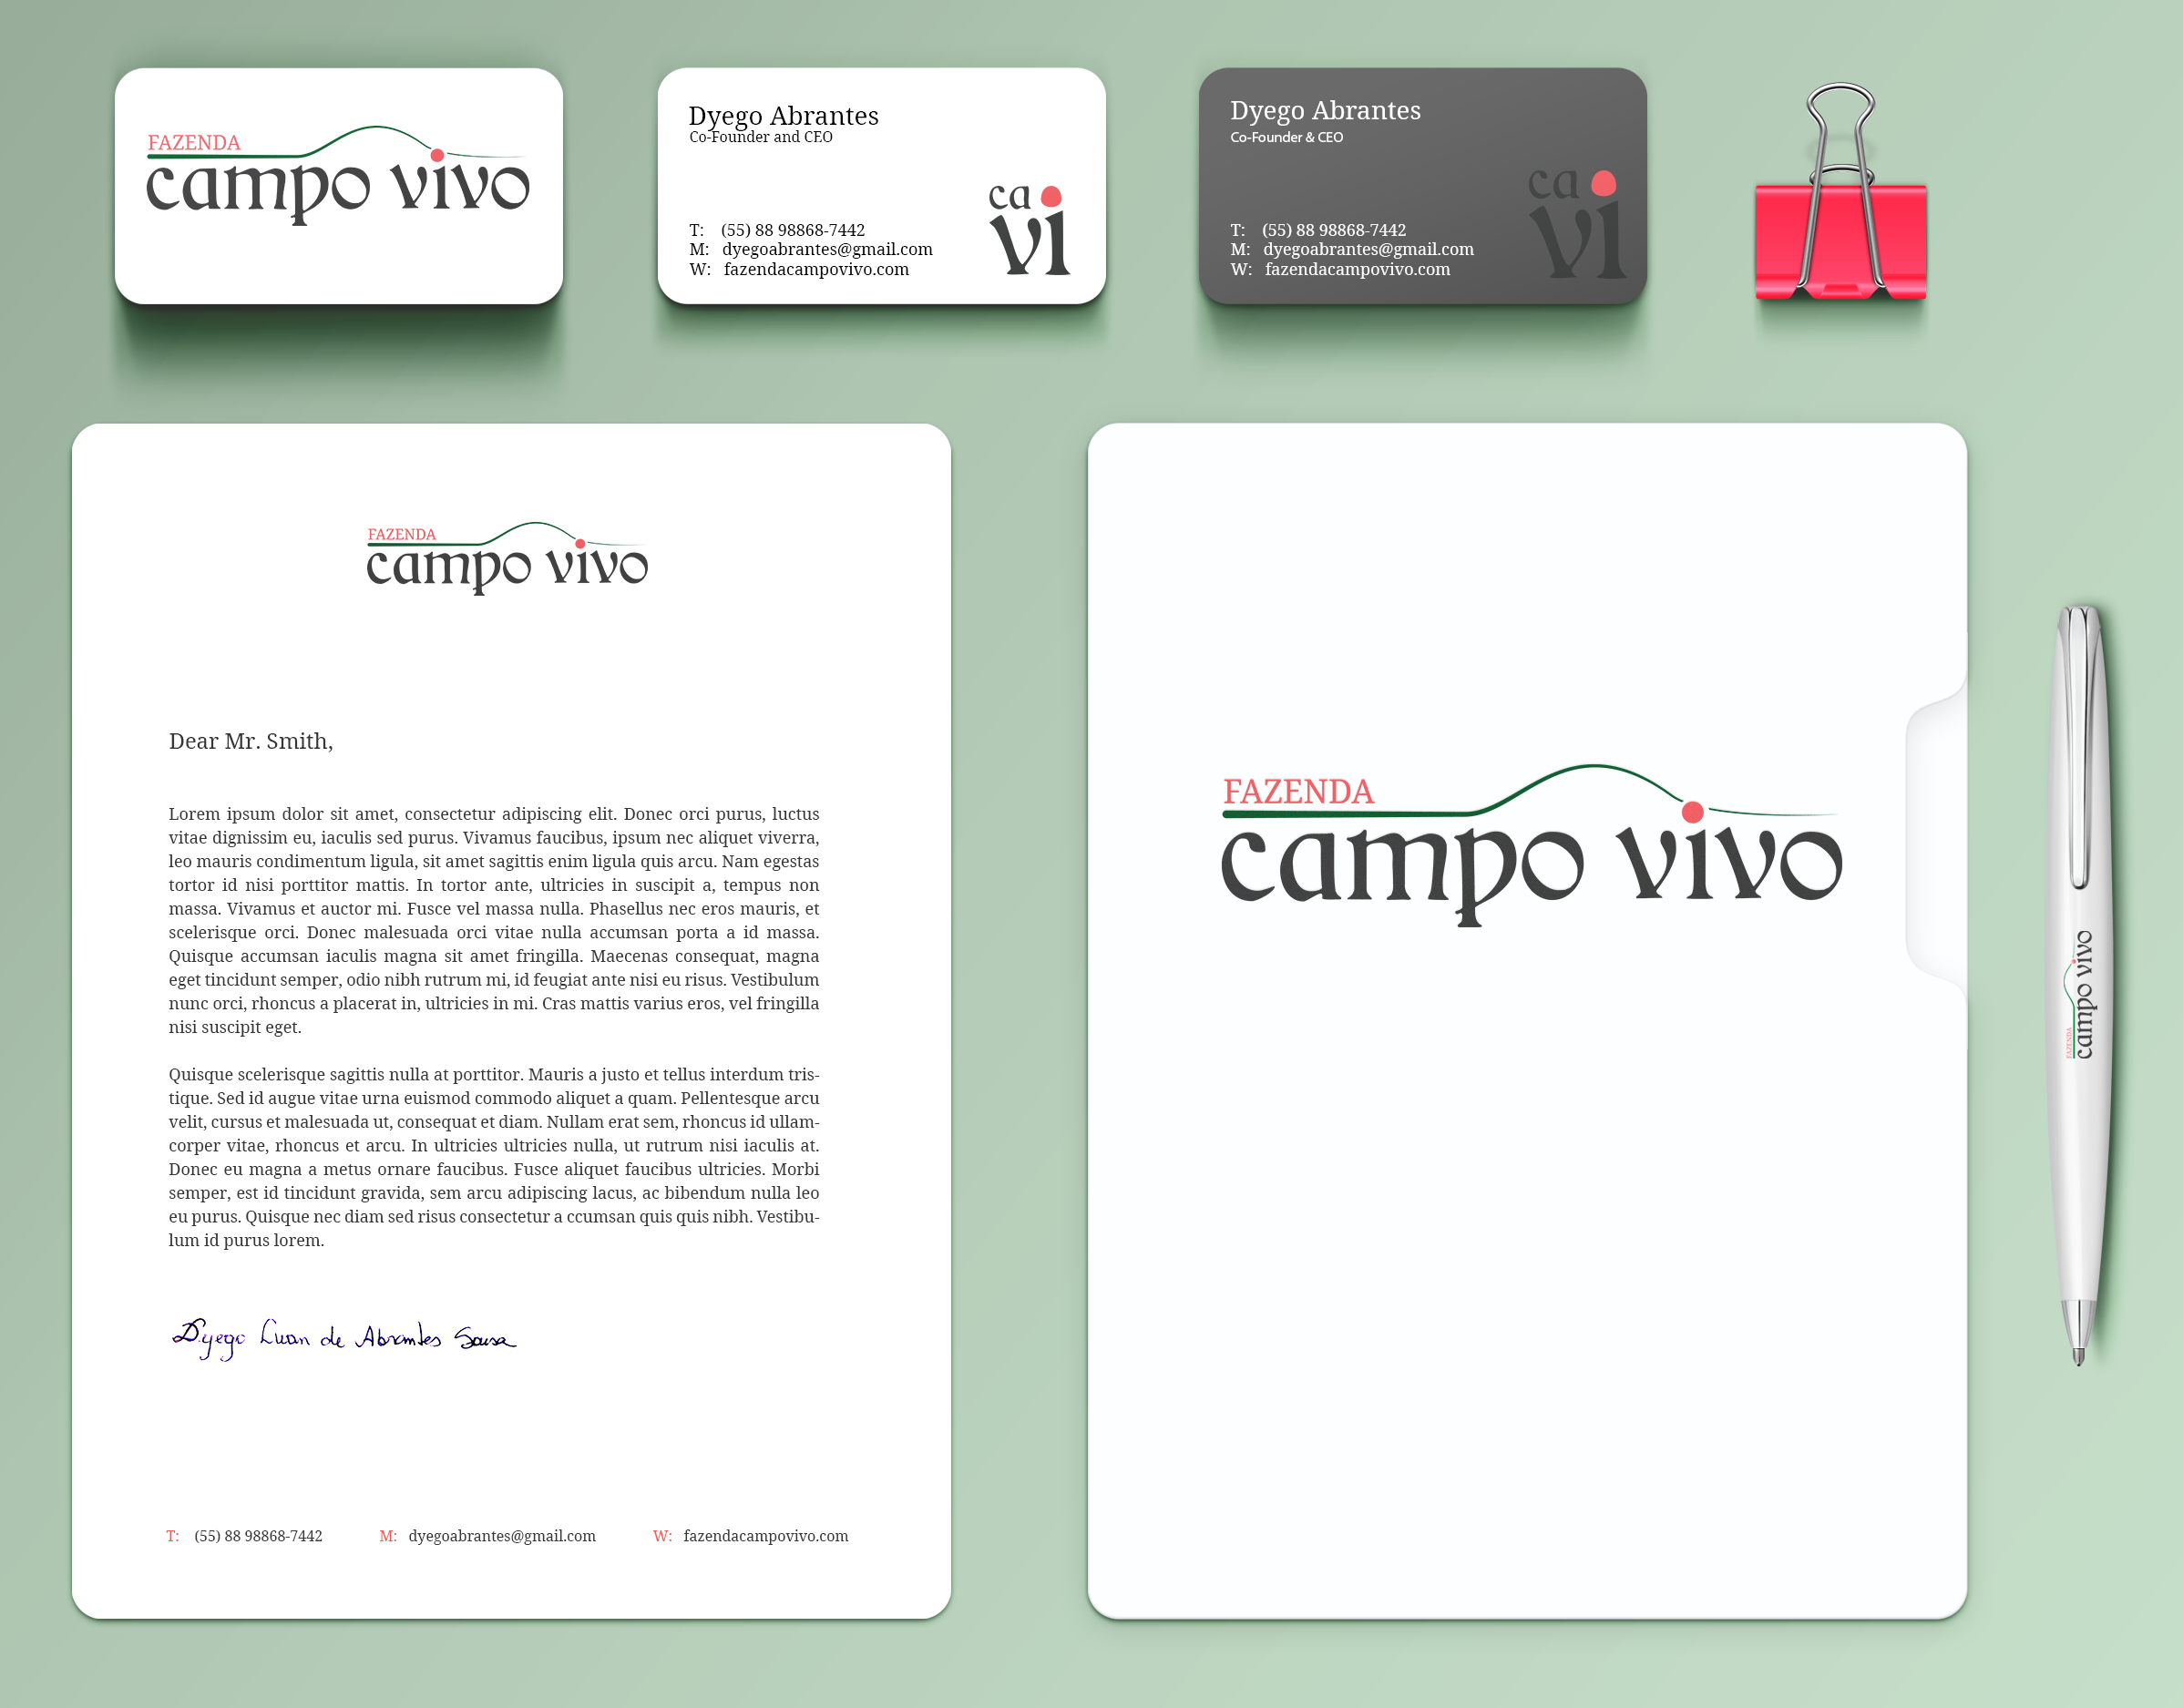 FAZENDA
campo vivo
Dyego Abrantes
Co-Founder and CEO
T: (55) 88 98868-7442
M: dyegoabrantes@gmail.com
W: fazendacampovivo.com
ca
vi
Dyego Abrantes
Co-Founder & CEO
T: (55) 88 98868-7442
M: dyegoabrantes@gmail.com
W: fazendacampovivo.com
ca
vi
FAZENDA
campo vivo
Dear Mr. Smith,
Lorem ipsum dolor sit amet, consectetur adipiscing elit. Donec orci purus, luctus
vitae dignissim eu, iaculis sed purus. Vivamus faucibus, ipsum nec aliquet viverra,
leo mauris condimentum ligula, sit amet sagittis enim ligula quis arcu. Nam egestas
tortor id nisi porttitor mattis. In tortor ante, ultricies in suscipit a, tempus non
massa. Vivamus et auctor mi. Fusce vel massa nulla. Phasellus nec eros mauris, et
scelerisque orci. Donec malesuada orci vitae nulla accumsan porta a id massa.
Quisque accumsan iaculis magna sit amet fringilla. Maecenas consequat, magna
eget tincidunt semper, odio nibh rutrum mi, id feugiat ante nisi eu risus. Vestibulum
nunc orci, rhoncus a placerat in, ultricies in mi. Cras mattis varius eros, vel fringilla
nisi suscipit eget.
Quisque scelerisque sagittis nulla at porttitor. Mauris a justo et tellus interdum tris-
tique. Sed id augue vitae urna euismod commodo aliquet a quam. Pellentesque arcu
velit, cursus et malesuada ut, consequat et diam. Nullam erat sem, rhoncus id ullam-
corper vitae, rhoncus et arcu. In ultricies ultricies nulla, ut rutrum nisi iaculis at.
Donec eu magna a metus ornare faucibus. Fusce aliquet faucibus ultricies. Morbi
semper, est id tincidunt gravida, sem arcu adipiscing lacus, ac bibendum nulla leo
eu purus. Quisque nec diam sed risus consectetur a ccumsan quis quis nibh. Vestibu-
lum id purus lorem.
Dyego Luan de Abrantes Sousa
T: (55) 88 98868-7442 M: dyegoabrantes@gmail.com W: fazendacampovivo.com
FAZENDA
campo vivo
FAZENDA
campo vivo